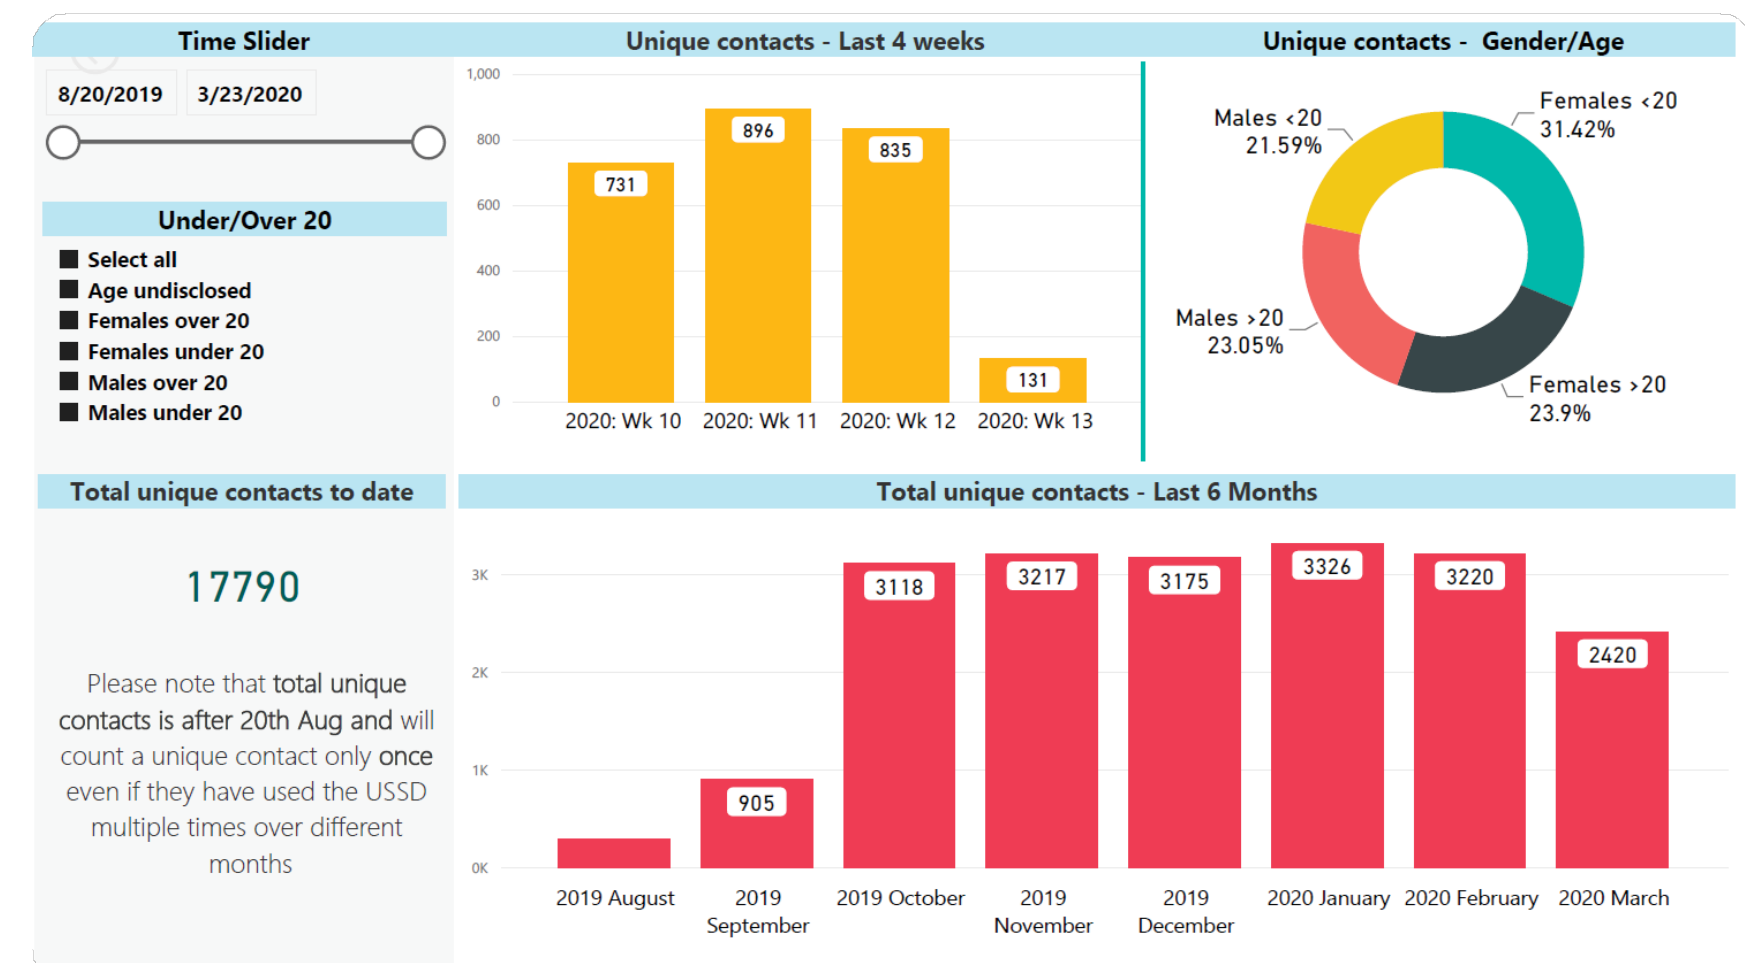 Time Slider
8/20/2019 3/23/2020
Under/Over 20
Select all
Age undisclosed
Females over 20
Females under 20
Males over 20
Males under 20
Unique contacts - Last 4 weeks
1,000
800
600
400
200
0
731
896
835
131
2020: Wk 10
2020: Wk 11
2020: Wk 12
2020: Wk 13
Unique contacts - Gender/Age
Females <20
31.42%
Males <20
21.59%
Males >20
23.05%
Females >20
23.9%
Total unique contacts to date
17790
Please note that total unique
contacts is after 20th Aug and will
count a unique contact only once
even if they have used the USSD
multiple times over different
months
Total unique contacts - Last 6 Months
3K
2K
1K
0K
905
3118
3217
3175
3326
3220
2420
2019 August
2019
September
2019 October
2019
November
2019
December
2020 January
2020 February
2020 March